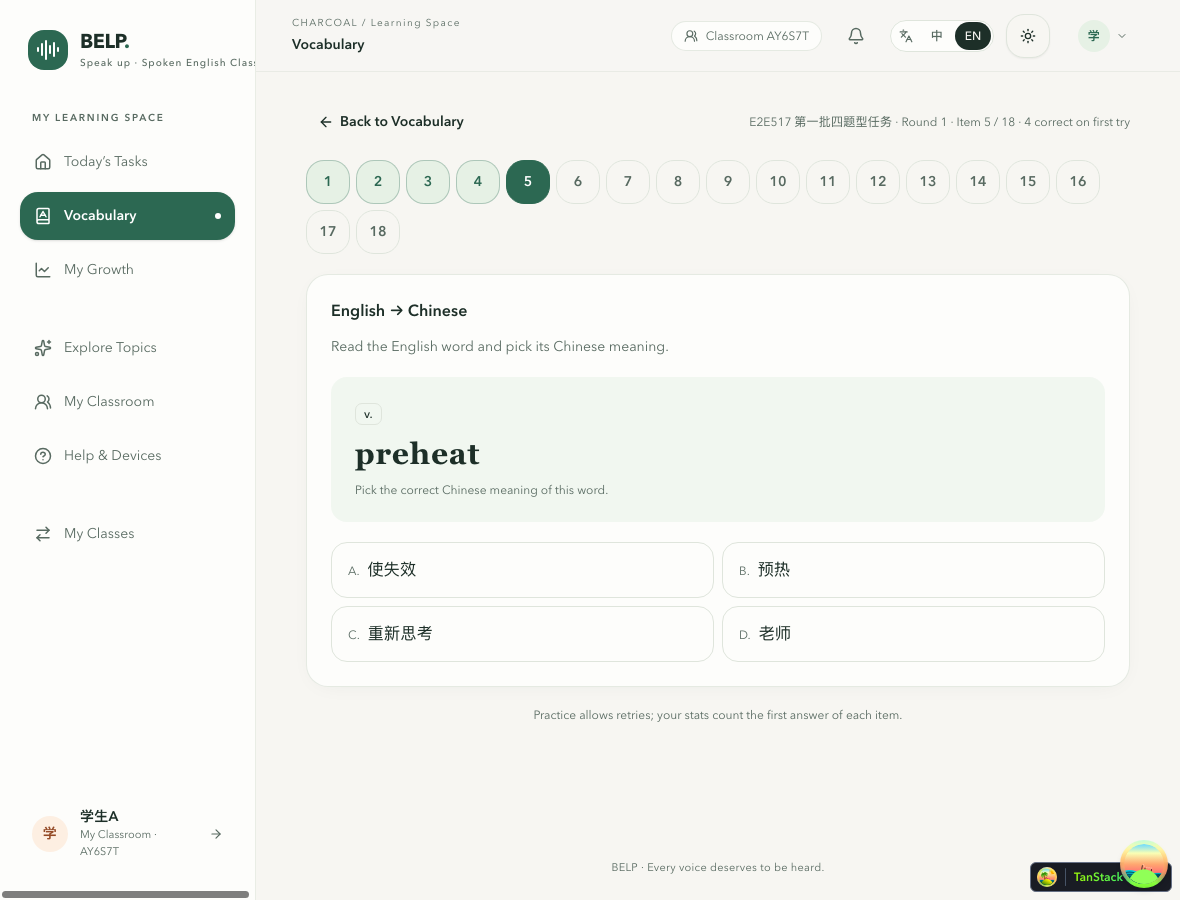 BELP.
Speak up · Spoken English Clas
MY LEARNING SPACE
Today's Tasks
Vocabulary
My Growth
Explore Topics
My Classroom
Help & Devices
My Classes
学
学生A
My Classroom ·
AY6S7T
CHARCOAL / Learning Space
Vocabulary
Classroom AY6S7T
中
EN
学
Back to Vocabulary
E2E517 第一批四题型任务 · Round 1 · Item 5 / 18 · 4 correct on first try
1 2 3 4 5 6 7 8 9 10 11 12 13 14 15 16
17 18
English → Chinese
Read the English word and pick its Chinese meaning.
v.
preheat
Pick the correct Chinese meaning of this word.
A. 使失效
B. 预热
C. 重新思考
D. 老师
Practice allows retries; your stats count the first answer of each item.
BELP · Every voice deserves to be heard.
TanStack